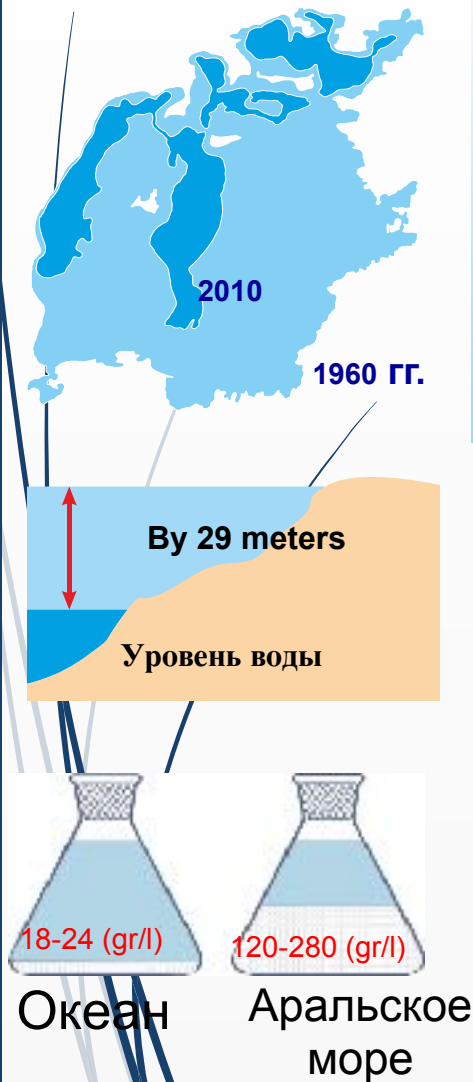 2010
1960 гг.
By 29 meters
Уровень воды
18-24 (gr/l)
120-280 (gr/l)
Океан
Аральское
море